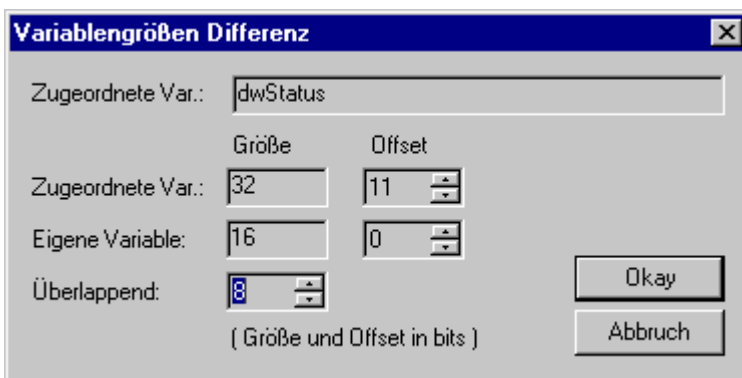 Variablengrößen Differenz
Zugeordnete Var.: dwStatus
Größe Offset
Zugeordnete Var.: 32 11
Eigene Variable: 16 0
Überlappend: 8
Okay
( Größe und Offset in bits )
Abbruch